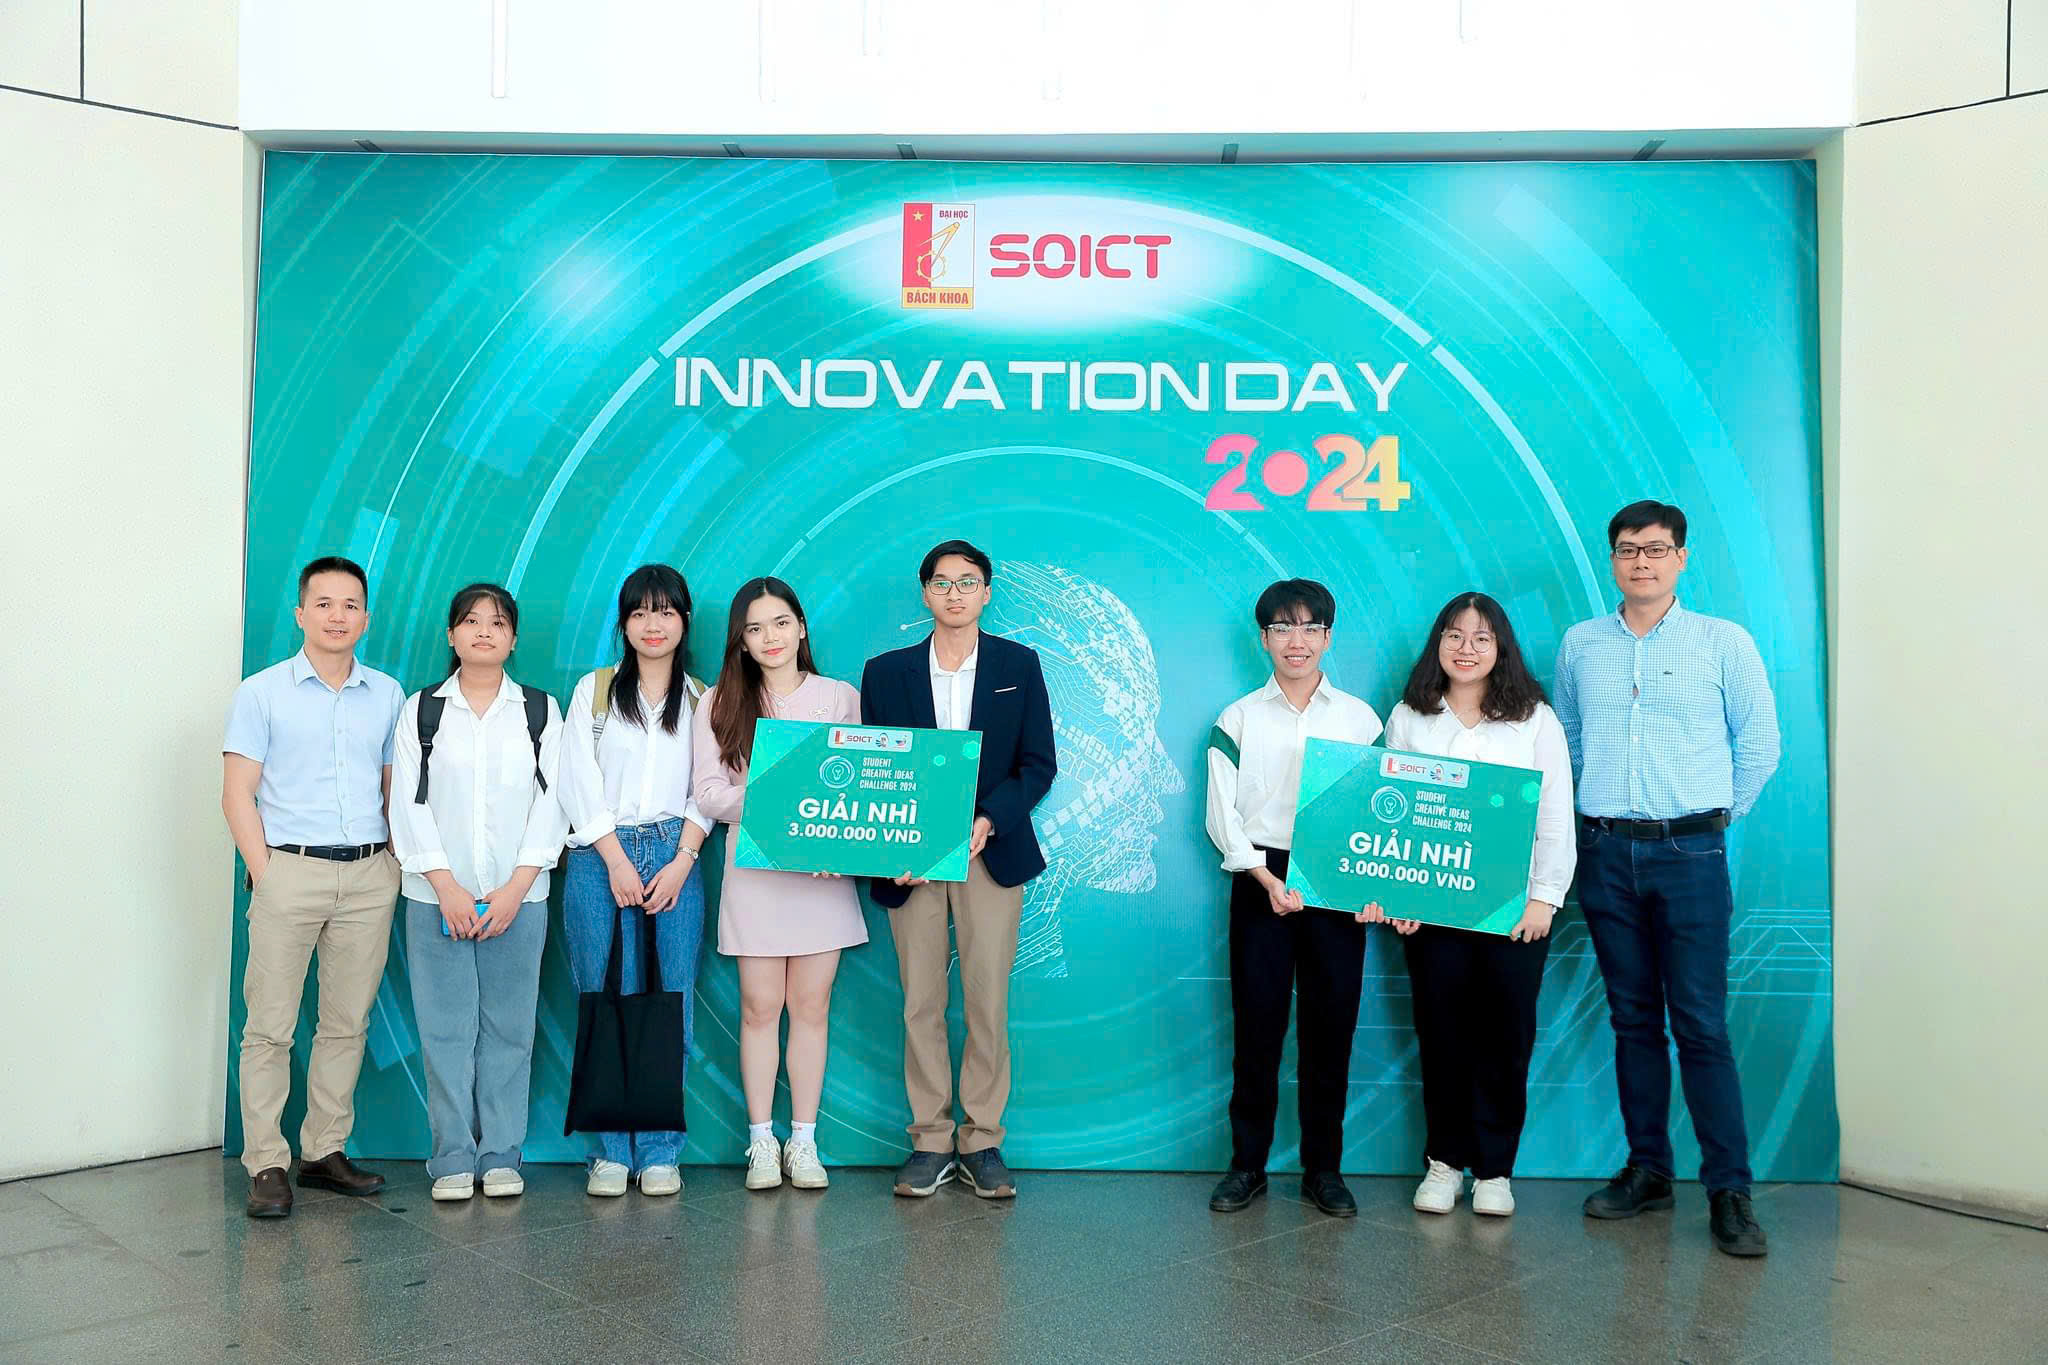 ĐẠI HỌC
BÁCH KHOA
SOICT
INNOVATION DAY
2024
SOICT
STUDENT
CREATIVE IDEAS
CHALLENGE 2024
GIẢI NHÌ
3.000.000 VND
SOICT
STUDENT
CREATIVE IDEAS
CHALLENGE 2024
GIẢI NHÌ
3.000.000 VND